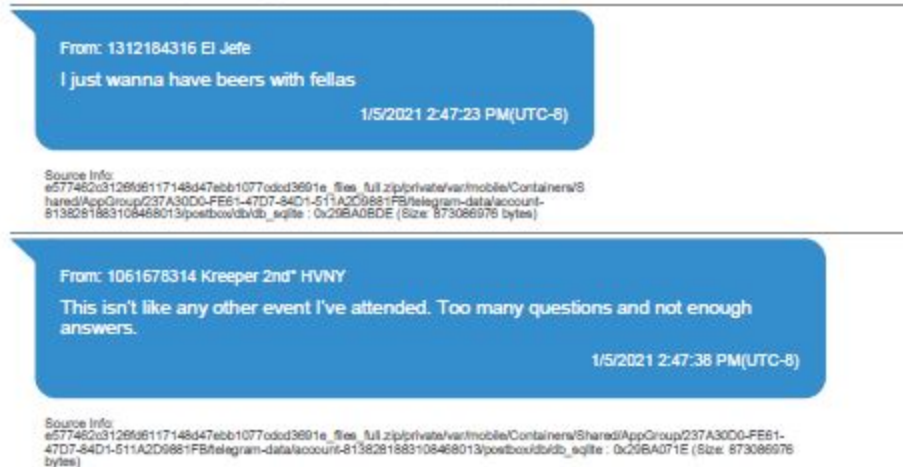 From: 1312184316 El Jefe
I just wanna have beers with fellas
1/5/2021 2:47:23 PM(UTC-8)
Source Info:
e577462c3126fd6117148d47ebb1077cdcd3691e_files_full.zip/private/var/mobile/Containers/S
hared/AppGroup/237A30D0-FE61-47D7-84D1-511A2D9881FB/telegram-data/account-
8138281883108468013/postbox/db/db_sqlite : 0x29BA0BDE (Size: 873086976 bytes)
From: 1061678314 Kreeper 2nd° HVNY
This isn't like any other event I've attended. Too many questions and not enough
answers.
1/5/2021 2:47:38 PM(UTC-8)
Source Info:
e577462c3126fd6117148d47ebb1077cdcd3691e_files_full.zip/private/var/mobile/Containers/Shared/AppGroup/237A30D0-FE61-
47D7-84D1-511A2D9881FB/telegram-data/account-8138281883108468013/postbox/db/db_sqlite : 0x29BA071E (Size: 873086976
bytes)